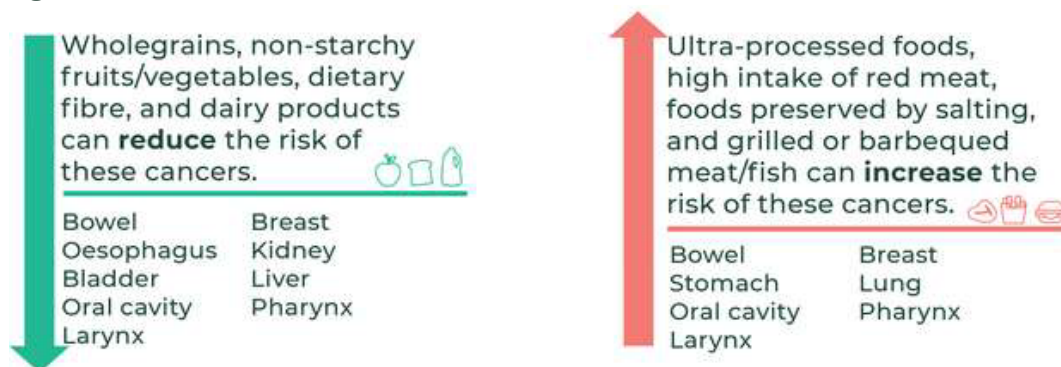 Wholegrains, non-starchy
fruits/vegetables, dietary
fibre, and dairy products
can reduce the risk of
these cancers.
Bowel
Oesophagus
Bladder
Oral cavity
Larynx
Breast
Kidney
Liver
Pharynx
Ultra-processed foods,
high intake of red meat,
foods preserved by salting,
and grilled or barbequed
meat/fish can increase the
risk of these cancers.
Bowel
Stomach
Oral cavity
Larynx
Breast
Lung
Pharynx